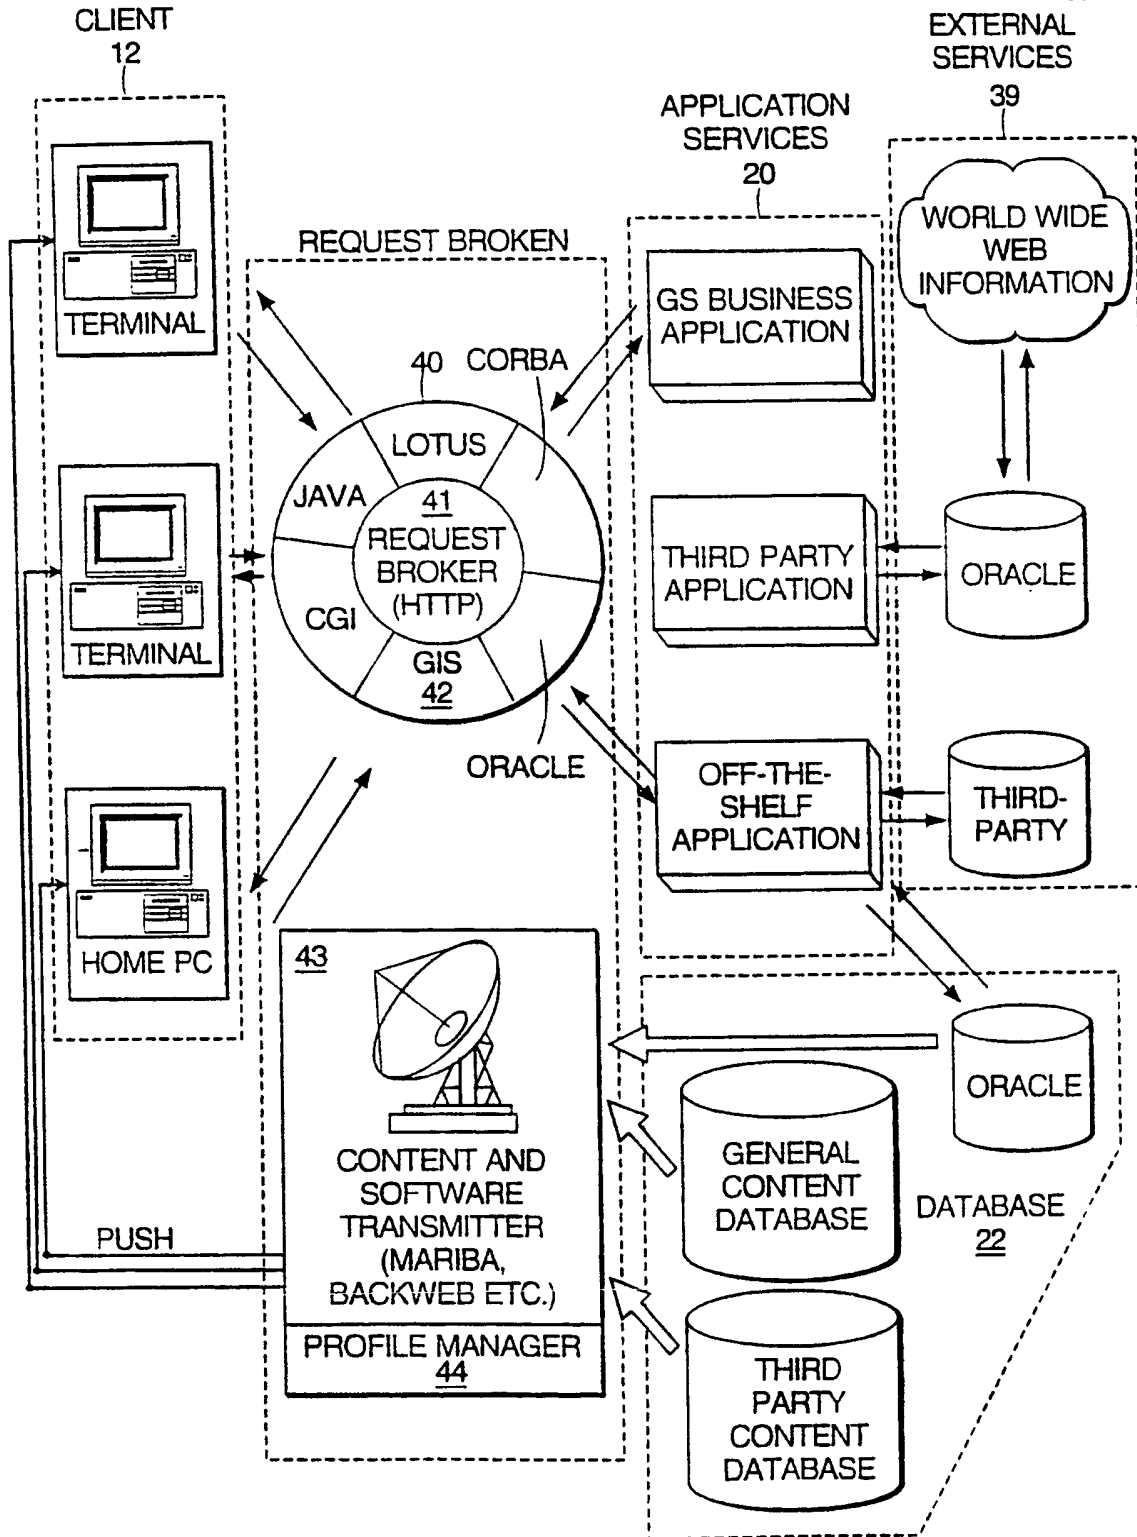 CLIENT
12
EXTERNAL
SERVICES
39
APPLICATION
SERVICES
20
REQUEST BROKEN
TERMINAL
TERMINAL
HOME PC
40
CORBA
LOTUS
JAVA
41
REQUEST
BROKER
(HTTP)
CGI
GIS
42
ORACLE
GS BUSINESS
APPLICATION
THIRD PARTY
APPLICATION
OFF-THE-
SHELF
APPLICATION
WORLD WIDE
WEB
INFORMATION
ORACLE
THIRD-
PARTY
43
CONTENT AND
SOFTWARE
TRANSMITTER
(MARIBA,
BACKWEB ETC.)
PROFILE MANAGER
44
PUSH
ORACLE
GENERAL
CONTENT
DATABASE
DATABASE
22
THIRD
PARTY
CONTENT
DATABASE